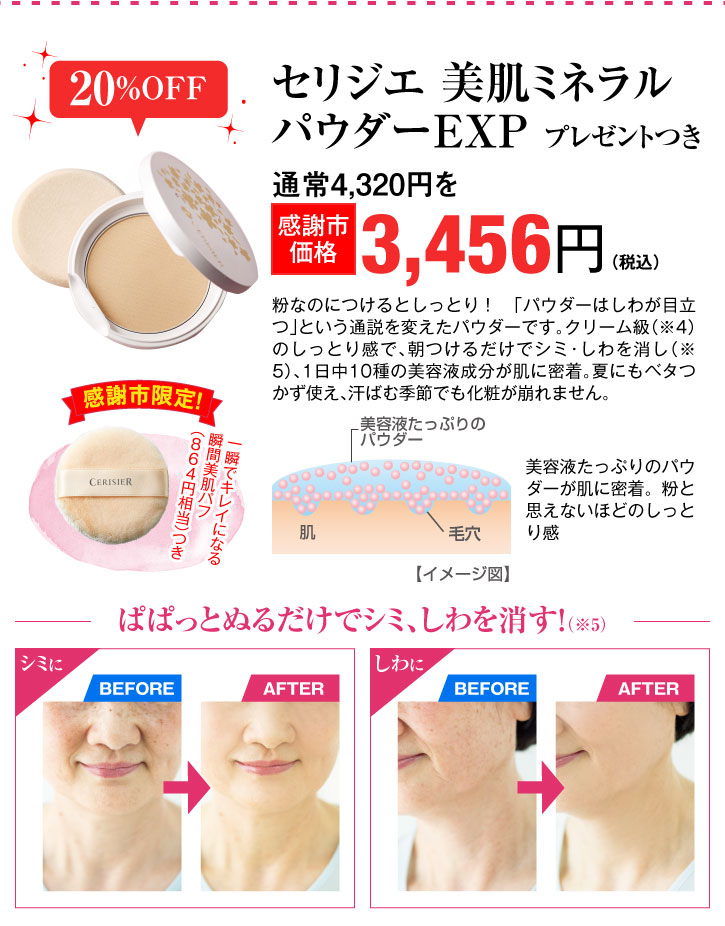 20%OFF
セリジエ 美肌ミネラル
パウダーEXP プレゼントつき
通常4,320円を
感謝市
価格
3,456円(税込)
CERISIER
粉なのにつけるとしっとり！ 「パウダーはしわが目立
つ」という通説を変えたパウダーです。クリーム級(※4)
のしっとり感で、朝つけるだけでシミ・しわを消し(※
5)、1日中10種の美容液成分が肌に密着。夏にもベタつ
かず使え、汗ばむ季節でも化粧が崩れません。
感謝市限定!
CERISIER
一瞬でキレイになる
瞬間美肌パフ
(864円相当)つき
美容液たっぷりの
パウダー
肌
毛穴
【イメージ図】
美容液たっぷりのパウ
ダーが肌に密着。粉と
思えないほどのしっと
り感
ぱぱっとぬるだけでシミ、しわを消す!(※5)
シミに
BEFORE
AFTER
しわに
BEFORE
AFTER